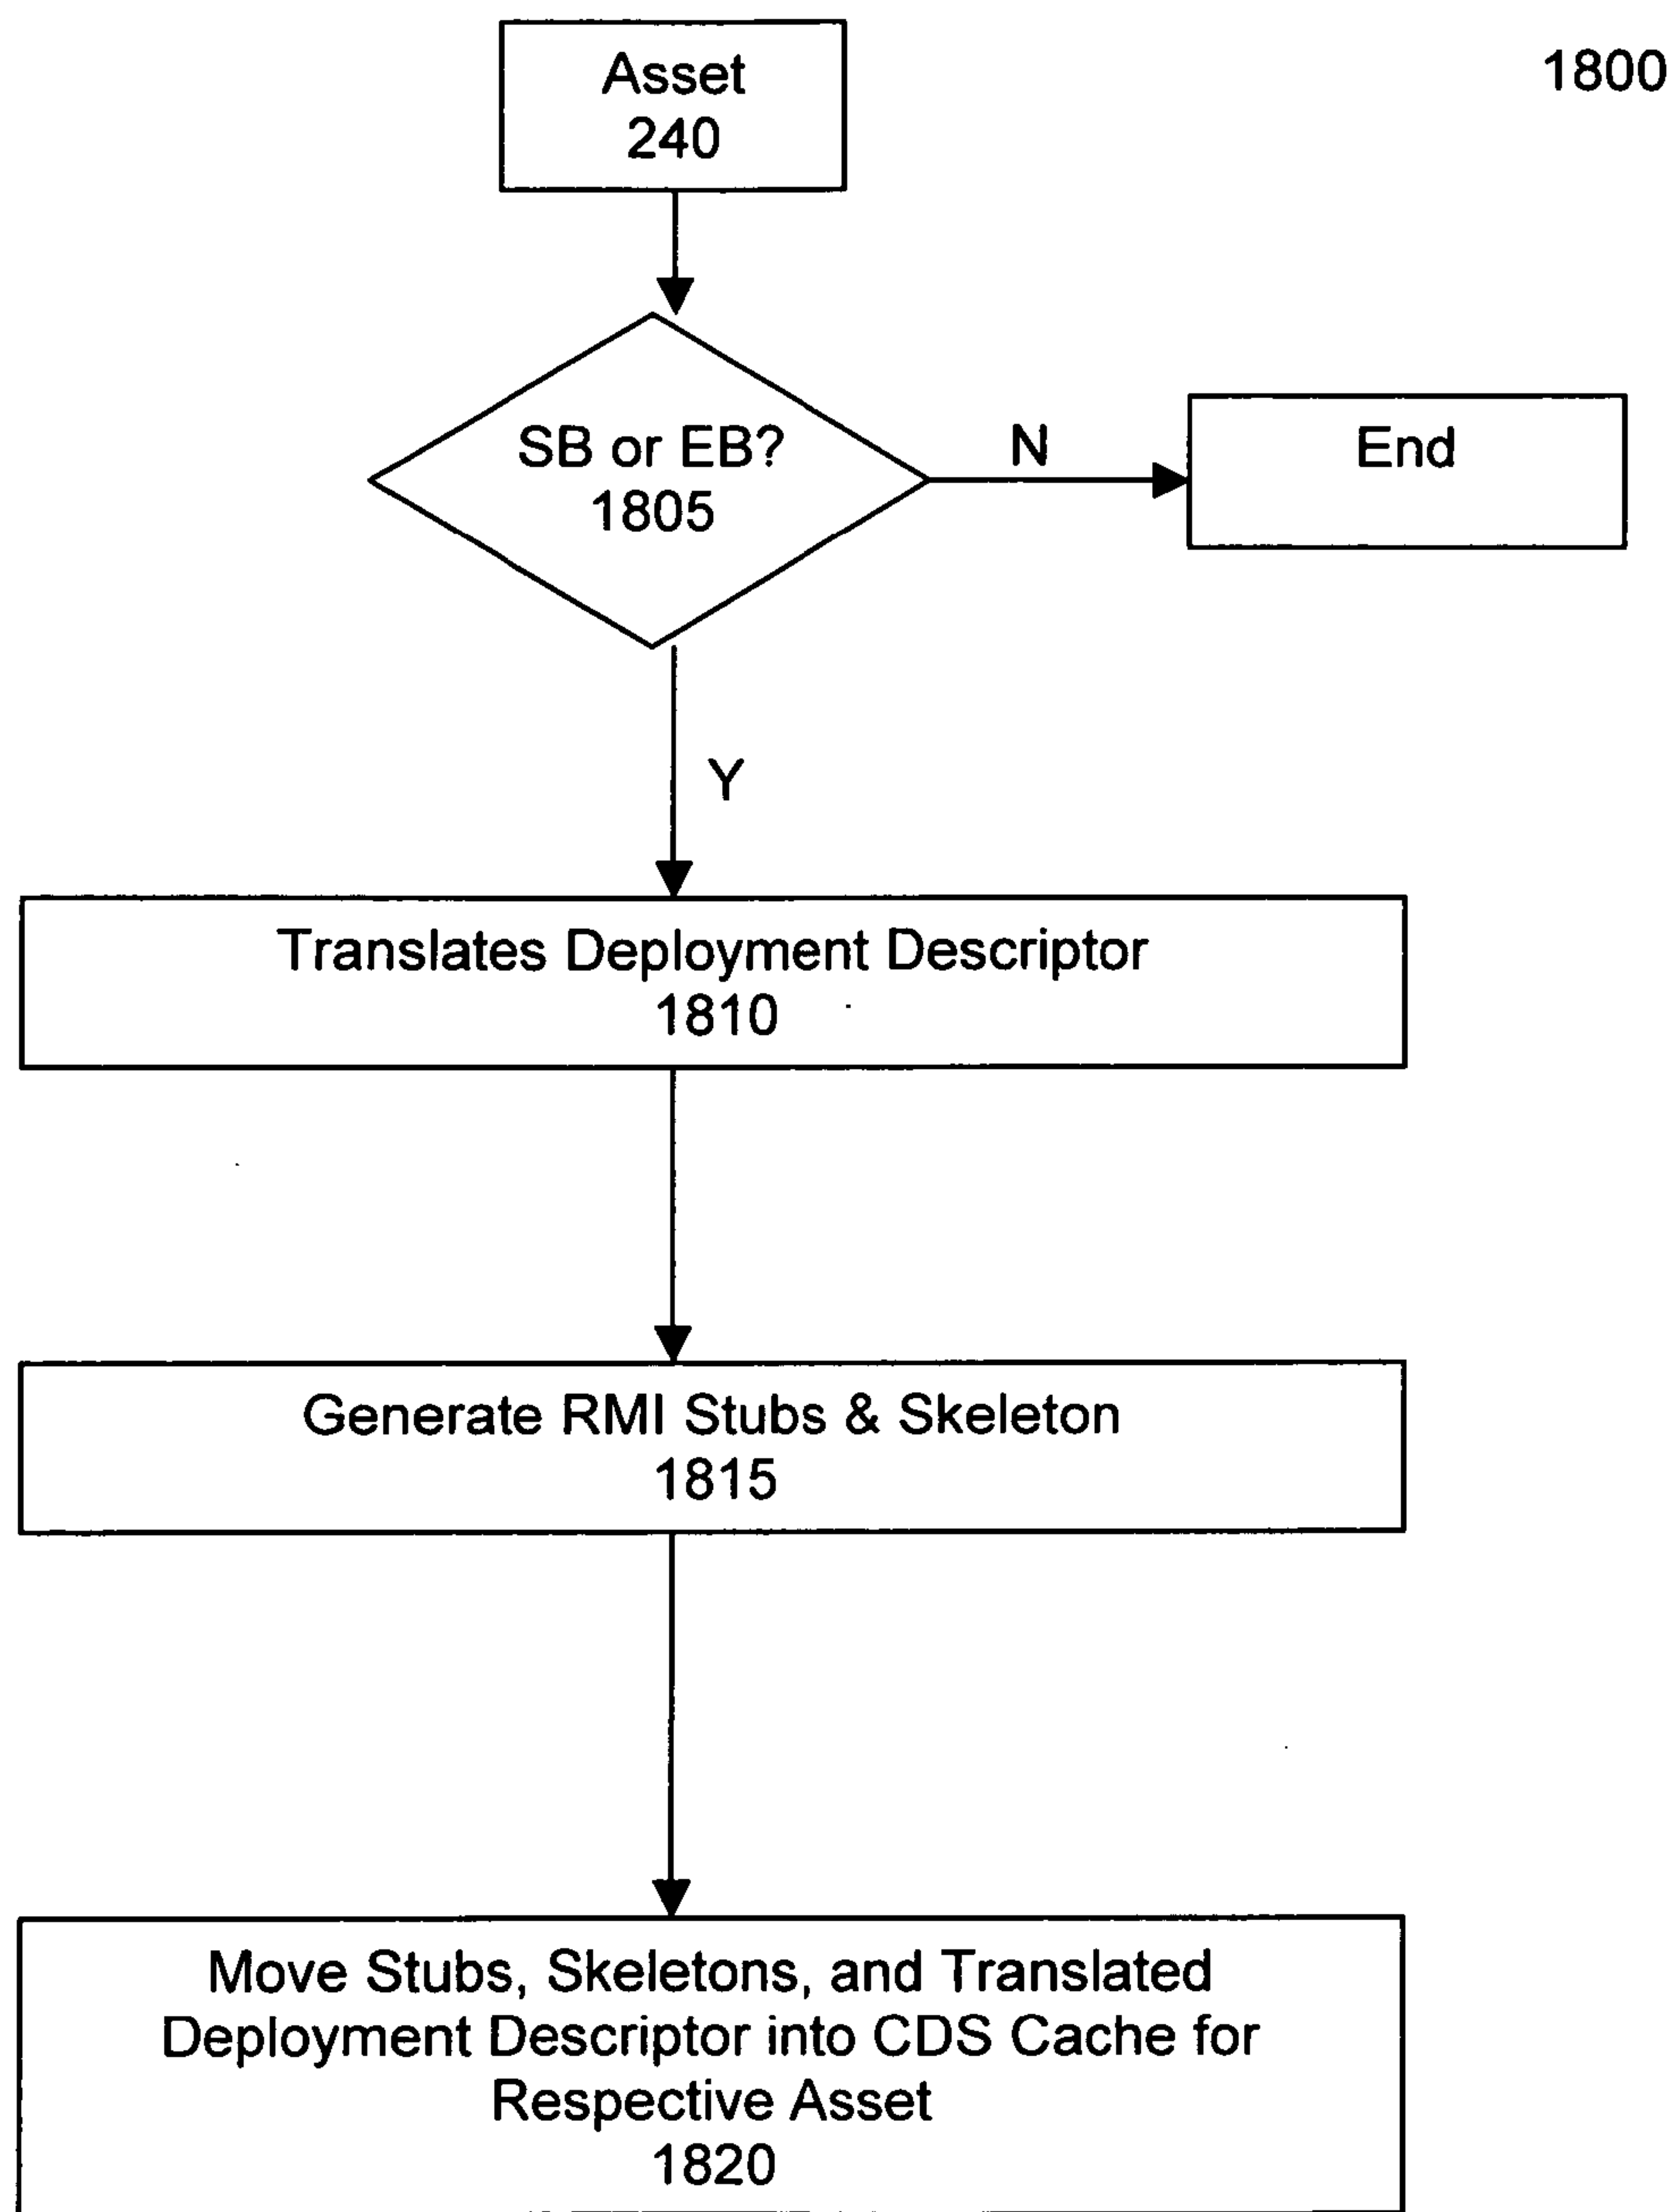 1800
Asset
240
SB or EB?
1805
N
End
Y
Translates Deployment Descriptor
1810
Generate RMI Stubs & Skeleton
1815
Move Stubs, Skeletons, and Translated
Deployment Descriptor into CDS Cache for
Respective Asset
1820